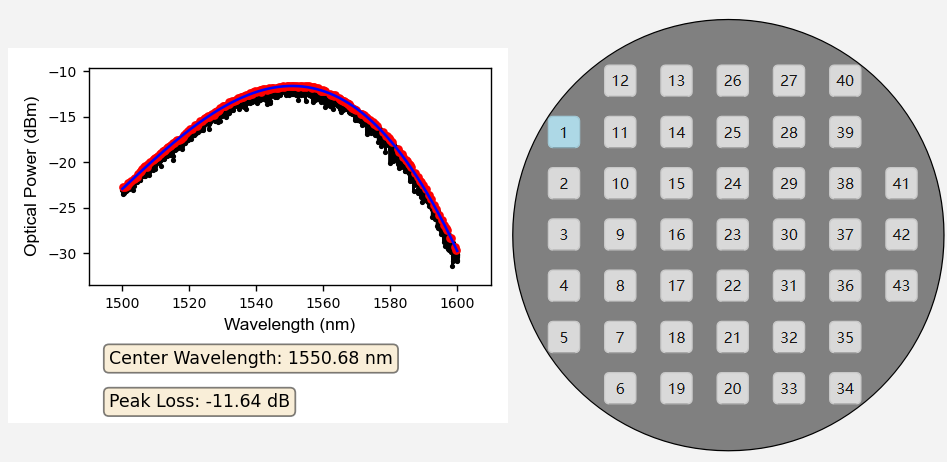 −10
−15
−20
−25
−30
Optical Power (dBm)
1500 1520 1540 1560 1580 1600
Wavelength (nm)
Center Wavelength: 1550.68 nm
Peak Loss: -11.64 dB
12 13 26 27 40
1 11 14 25 28 39
2 10 15 24 29 38 41
3 9 16 23 30 37 42
4 8 17 22 31 36 43
5 7 18 21 32 35
6 19 20 33 34